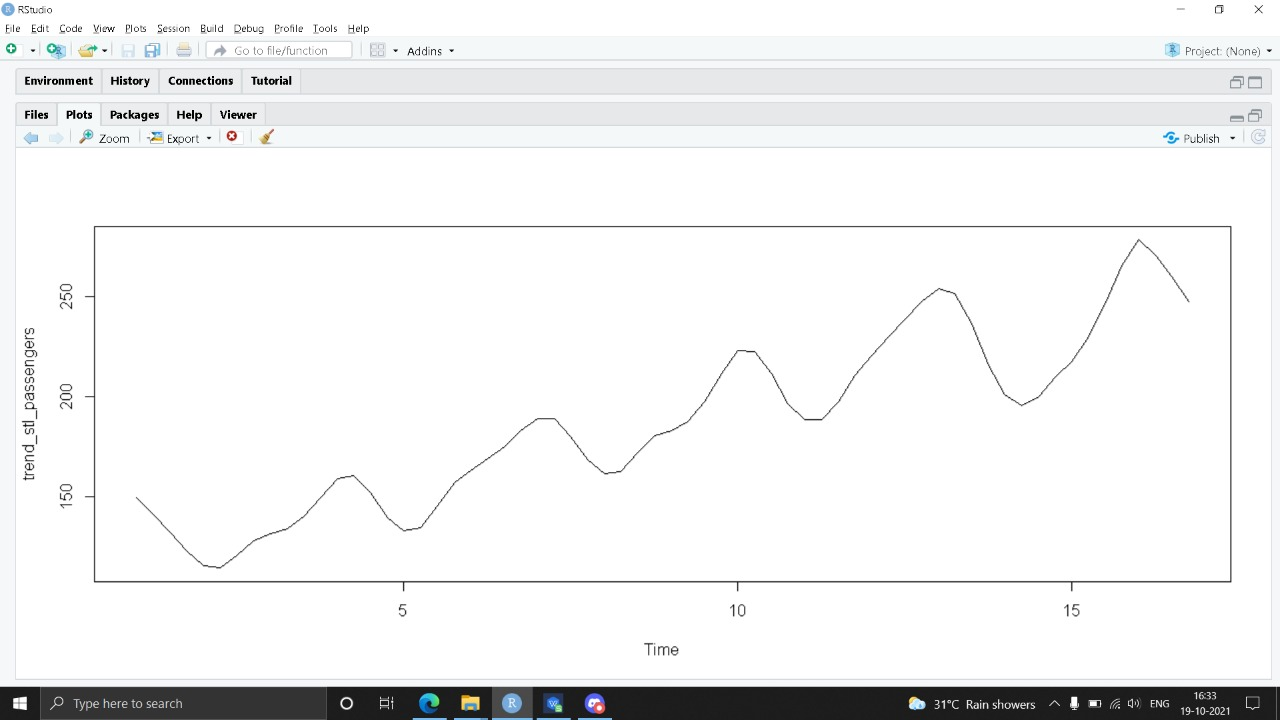 RStudio
File Edit Code View Plots Session Build Debug Profile Tools Help
Go to file/function Addins Project: (None)
Environment History Connections Tutorial
Files Plots Packages Help Viewer
Zoom Export Publish
trend_stl_passengers
250
200
150
5 10 15
Time
Type here to search 31°C Rain showers ENG 16:33
19-10-2021